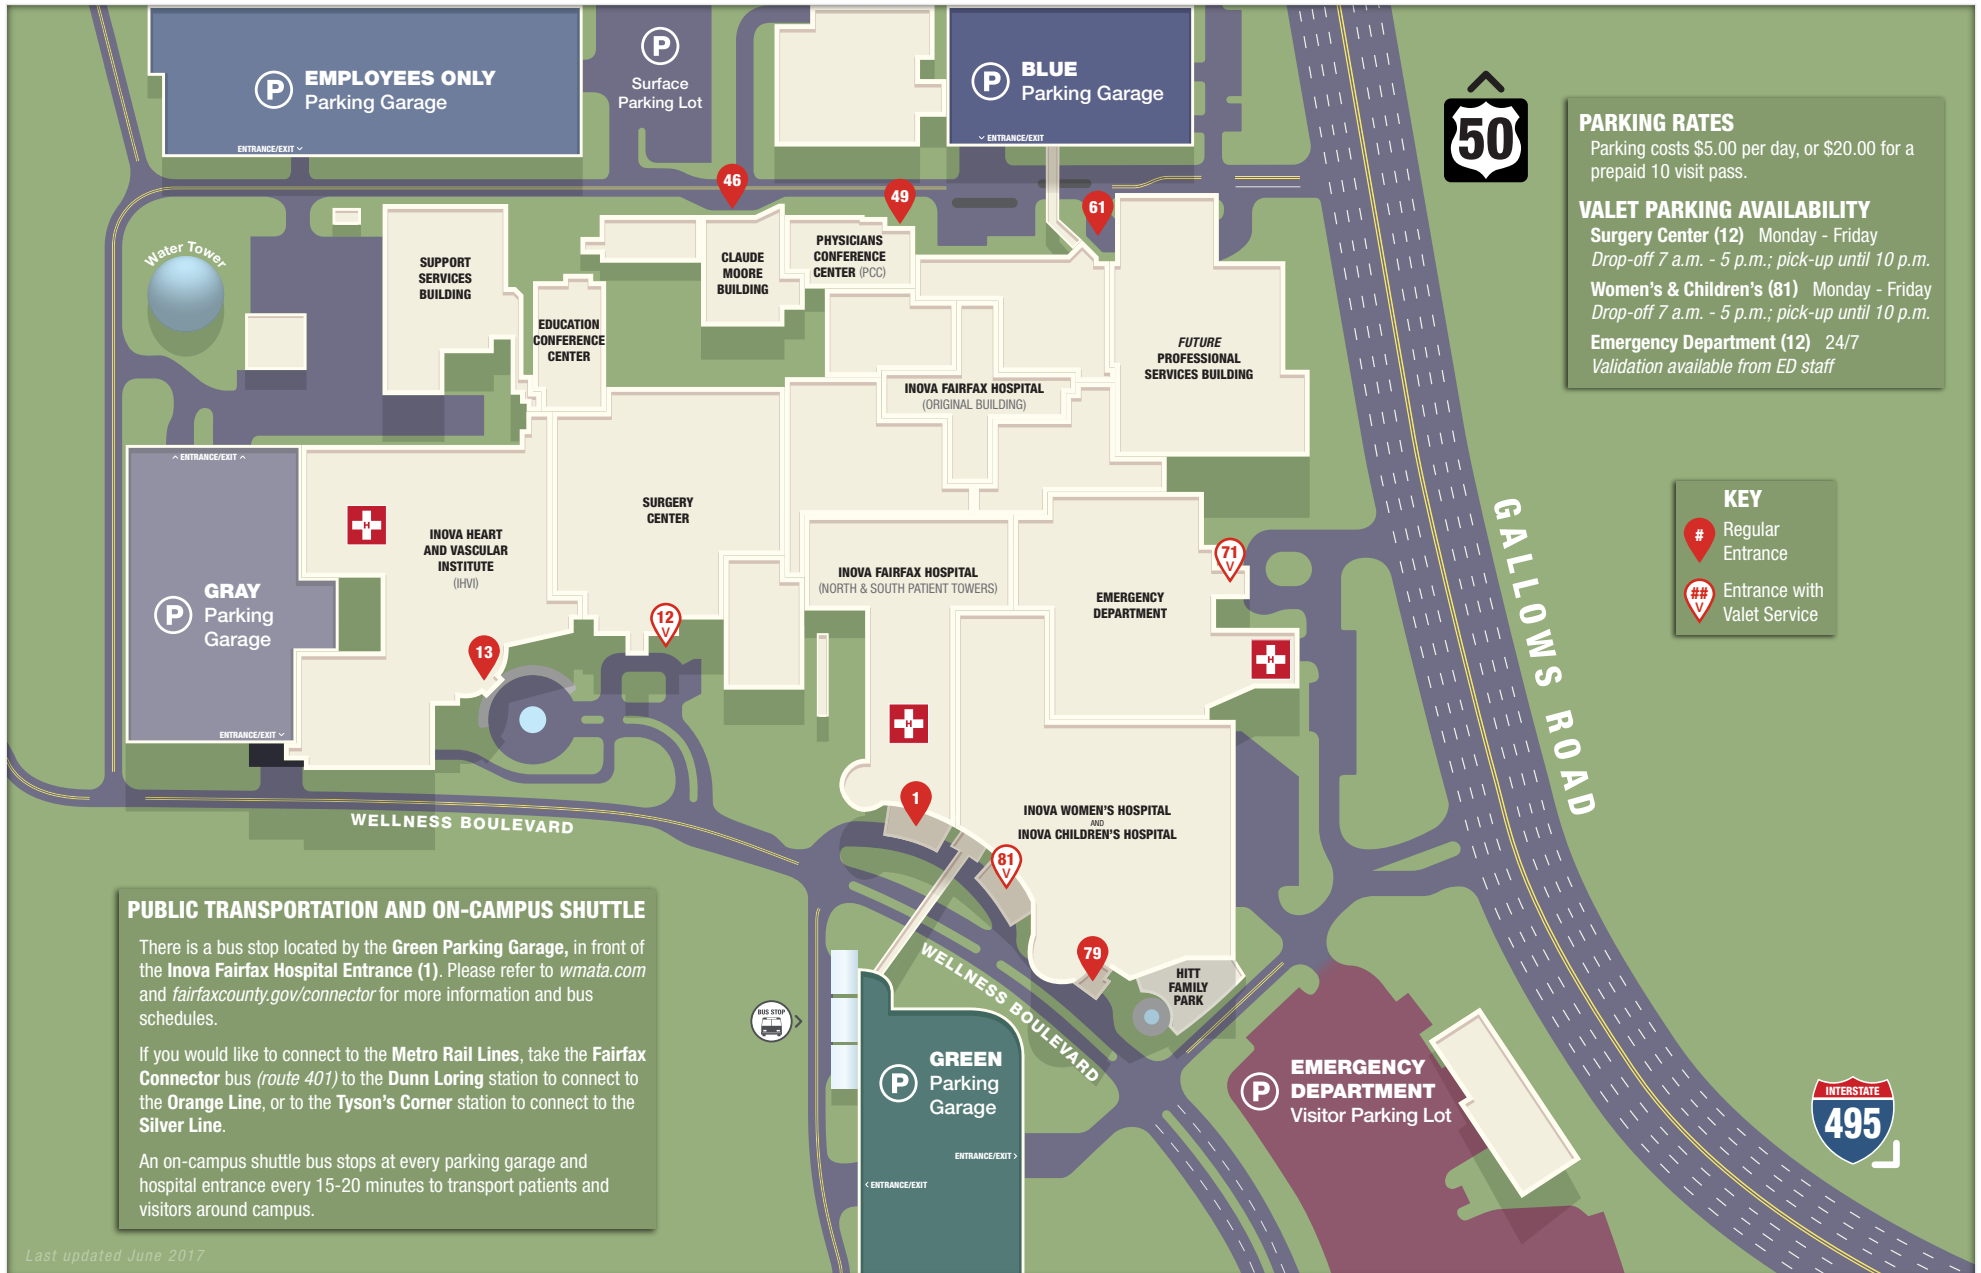 EMPLOYEES ONLY
Parking Garage
P
ENTRANCE/EXIT
P
Surface
Parking Lot
P
BLUE
Parking Garage
ENTRANCE/EXIT
50
PARKING RATES
Parking costs $5.00 per day, or $20.00 for a
prepaid 10 visit pass.
VALET PARKING AVAILABILITY
Surgery Center (12) Monday - Friday
Drop-off 7 a.m. - 5 p.m.; pick-up until 10 p.m.
Women's & Children's (81) Monday - Friday
Drop-off 7 a.m. - 5 p.m.; pick-up until 10 p.m.
Emergency Department (12) 24/7
Validation available from ED staff
46
49
61
Water Tower
SUPPORT
SERVICES
BUILDING
EDUCATION
CONFERENCE
CENTER
CLAUDE
MOORE
BUILDING
PHYSICIANS
CONFERENCE
CENTER (PCC)
FUTURE
PROFESSIONAL
SERVICES BUILDING
INOVA FAIRFAX HOSPITAL
(ORIGINAL BUILDING)
ENTRANCE/EXIT
P
GRAY
Parking
Garage
ENTRANCE/EXIT
H
INOVA HEART
AND VASCULAR
INSTITUTE
(IHVI)
SURGERY
CENTER
INOVA FAIRFAX HOSPITAL
(NORTH & SOUTH PATIENT TOWERS)
EMERGENCY
DEPARTMENT
71
V
H
12
V
13
H
1
INOVA WOMEN'S HOSPITAL
AND
INOVA CHILDREN'S HOSPITAL
81
V
79
HITT
FAMILY
PARK
GALLOWS ROAD
KEY
#
Regular
Entrance
##
V
Entrance with
Valet Service
WELLNESS BOULEVARD
WELLNESS BOULEVARD
PUBLIC TRANSPORTATION AND ON-CAMPUS SHUTTLE
There is a bus stop located by the Green Parking Garage, in front of
the Inova Fairfax Hospital Entrance (1). Please refer to wmata.com
and fairfaxcounty.gov/connector for more information and bus
schedules.
If you would like to connect to the Metro Rail Lines, take the Fairfax
Connector bus (route 401) to the Dunn Loring station to connect to
the Orange Line, or to the Tyson's Corner station to connect to the
Silver Line.
An on-campus shuttle bus stops at every parking garage and
hospital entrance every 15-20 minutes to transport patients and
visitors around campus.
BUS STOP
P
GREEN
Parking
Garage
ENTRANCE/EXIT
ENTRANCE/EXIT
P
EMERGENCY
DEPARTMENT
Visitor Parking Lot
INTERSTATE
495
Last updated June 2017